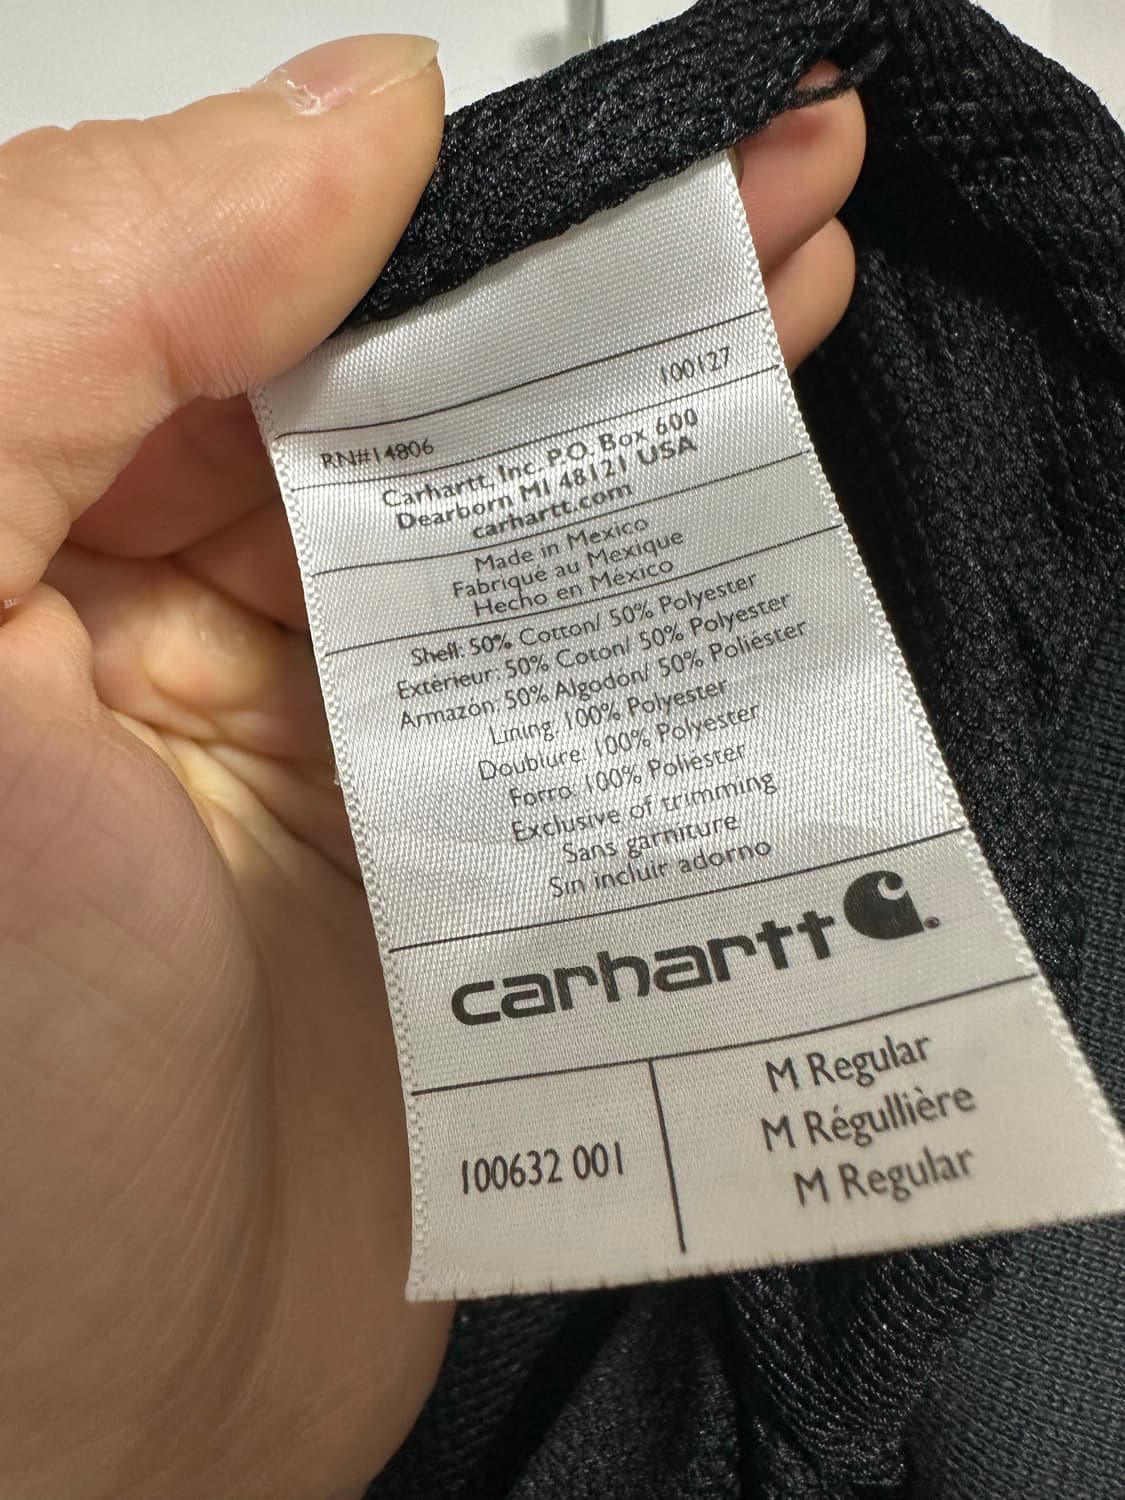 RN#14806 100127
Carhartt, Inc. P.O. Box 600
Dearborn MI 48121 USA
carhartt.com
Made in Mexico
Fabriqué au Mexique
Hecho en México
Shell: 50% Cotton/ 50% Polyester
Extérieur: 50% Coton/ 50% Polyester
Armazón: 50% Algodón/ 50% Poliéster
Lining: 100% Polyester
Doublure: 100% Polyester
Forro: 100% Poliéster
Exclusive of trimming
Sans garniture
Sin incluir adorno
carhartt
100632 001
M Regular
M Régullière
M Regular